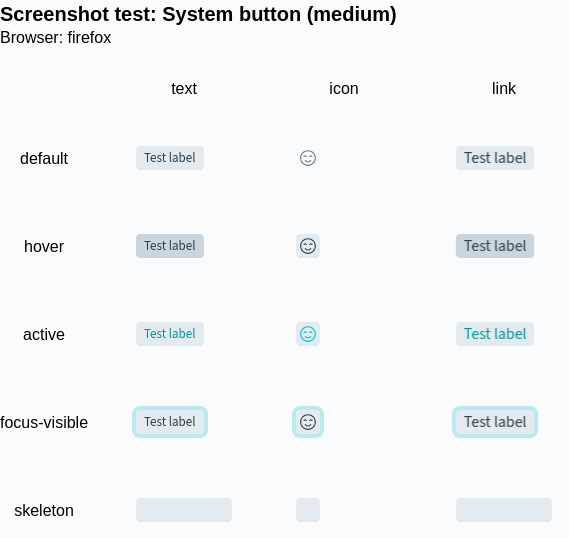 Screenshot test: System button (medium)
Browser: firefox
text icon link
default Test label Test label
hover Test label Test label
active Test label Test label
focus-visible Test label Test label
skeleton